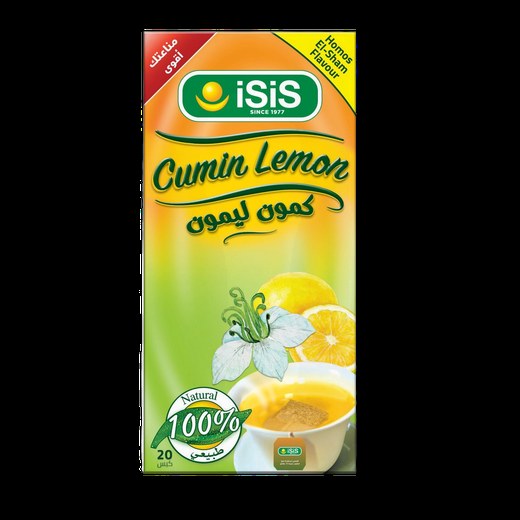 مناعتك
أقوى
Homos
El-Sham
Flavour
iSiS
SINCE 1977
Cumin Lemon
كمون ليمون
Natural
100%
طبيعي
20
كيس
iSiS